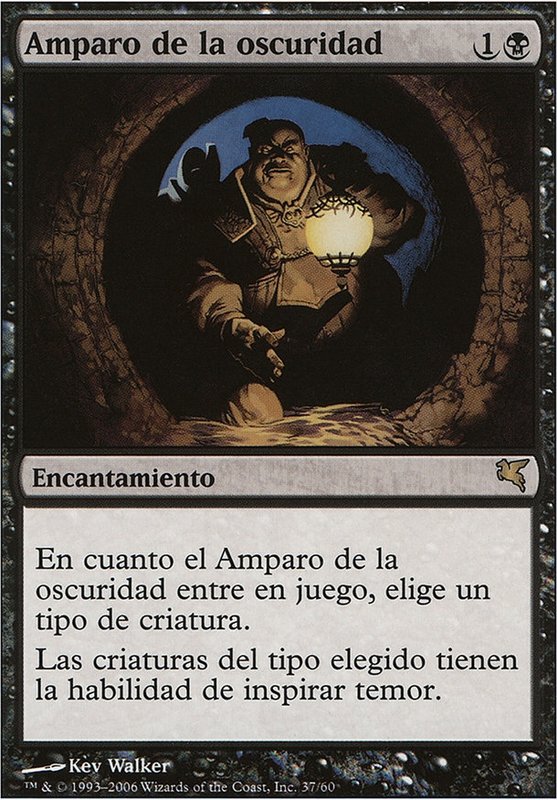 Amparo de la oscuridad 1
Encantamiento
En cuanto el Amparo de la
oscuridad entre en juego, elige un
tipo de criatura.
Las criaturas del tipo elegido tienen
la habilidad de inspirar temor.
Kev Walker
™ & © 1993–2006 Wizards of the Coast, Inc. 37/60